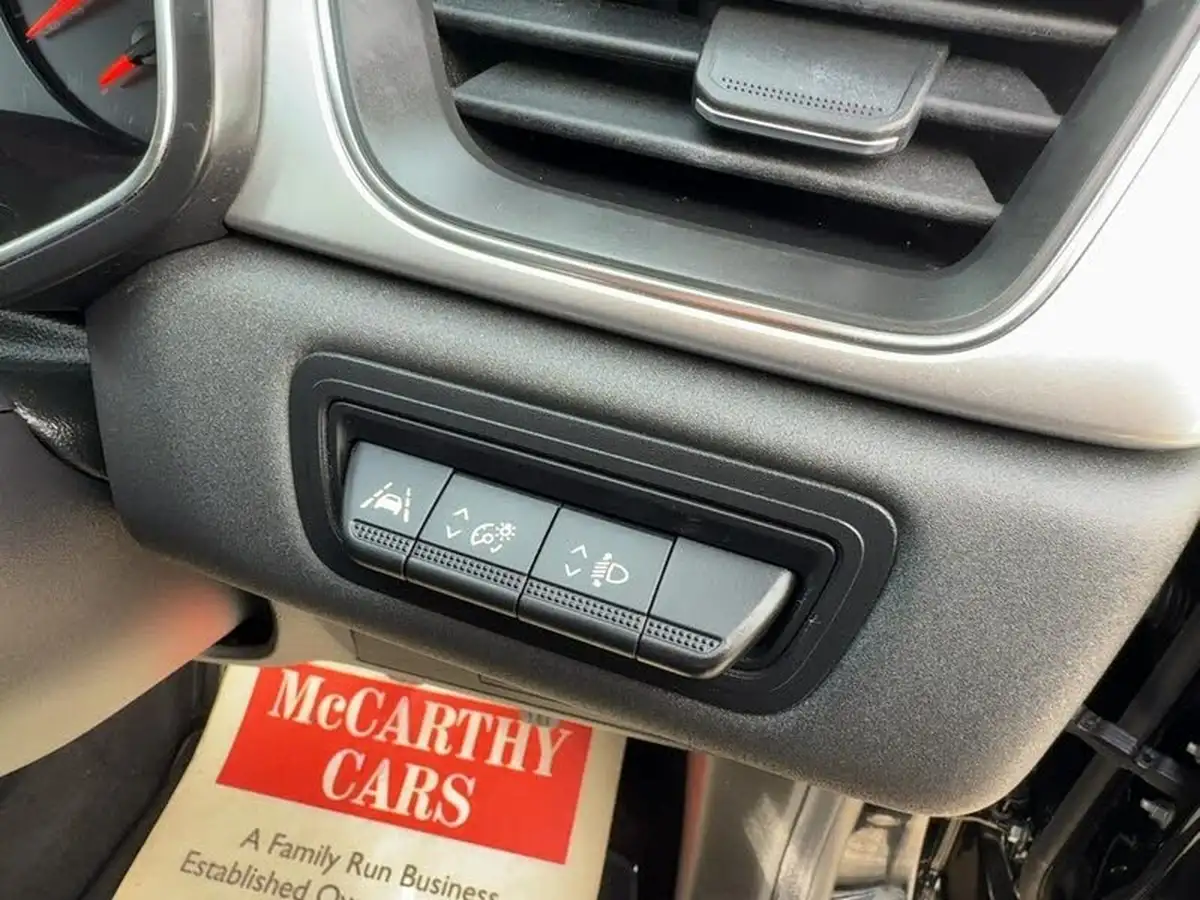 McCARTHY
CARS
A Family Run Business
Established